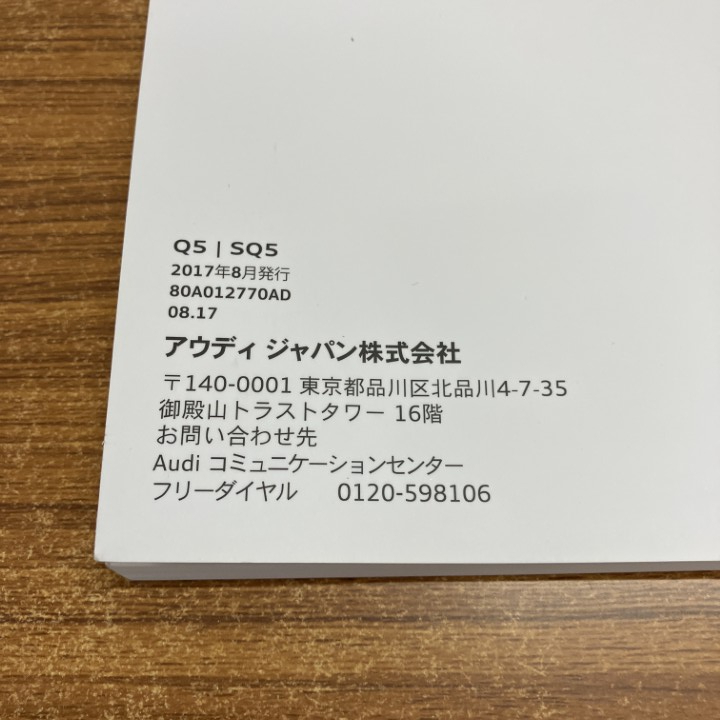 Q5 | SQ5
2017年8月発行
80A012770AD
08.17
アウディ ジャパン株式会社
〒140-0001 東京都品川区北品川4-7-35
御殿山トラストタワー 16階
お問い合わせ先
Audi コミュニケーションセンター
フリーダイヤル 0120-598106